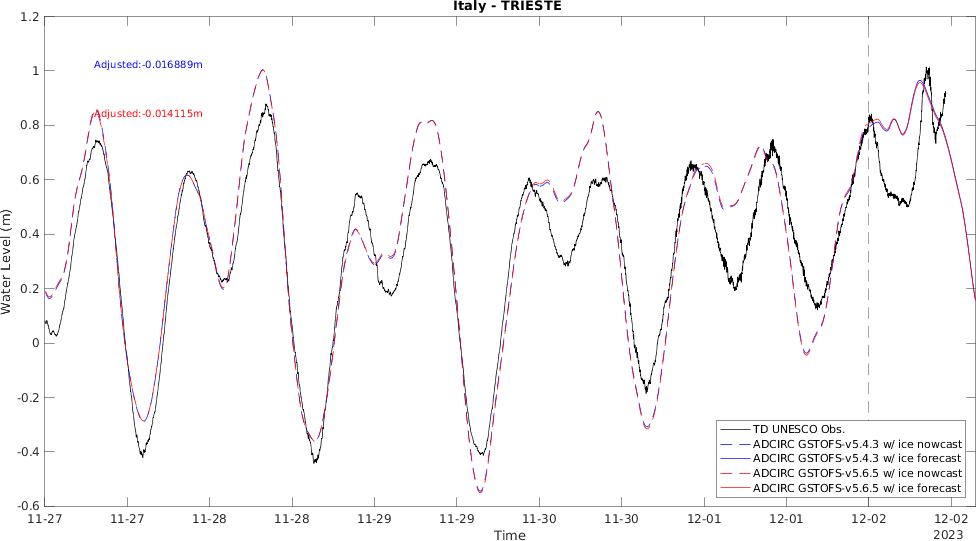 Italy - TRIESTE
Water Level (m)
1.2
1
0.8
0.6
0.4
0.2
0
-0.2
-0.4
-0.6
Adjusted:-0.016889m
Adjusted:-0.014115m
TD UNESCO Obs.
ADCIRC GSTOFS-v5.4.3 w/ ice nowcast
ADCIRC GSTOFS-v5.4.3 w/ ice forecast
ADCIRC GSTOFS-v5.6.5 w/ ice nowcast
ADCIRC GSTOFS-v5.6.5 w/ ice forecast
11-27 11-27 11-28 11-28 11-29 11-29 11-30 11-30 12-01 12-01 12-02 12-02
2023
Time